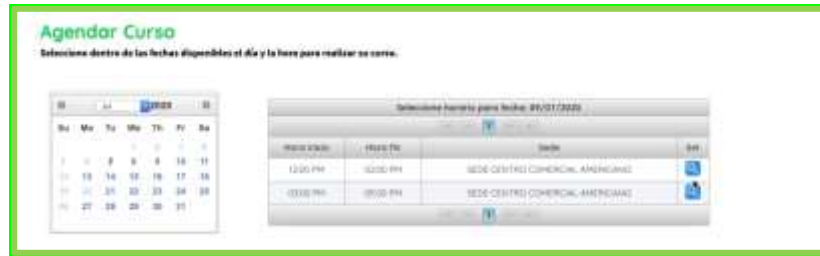 Agendar Curso
Seleccione dentro de las fechas disponibles el día y la hora para realizar su curso.
Jul 2020
Su Mo Tu We Th Fr Sa
7 8 9 10 11
13 14 15 16 17 18
21 22 23 24 25
27 28 29 30 31
Seleccione horario para fecha: 09/07/2020
1
Hora Inicio Hora Fin Sede Sel
12:00 PM 02:00 PM SEDE CENTRO COMERCIAL AMERICANO
03:00 PM 05:00 PM SEDE CENTRO COMERCIAL AMERICANO
1